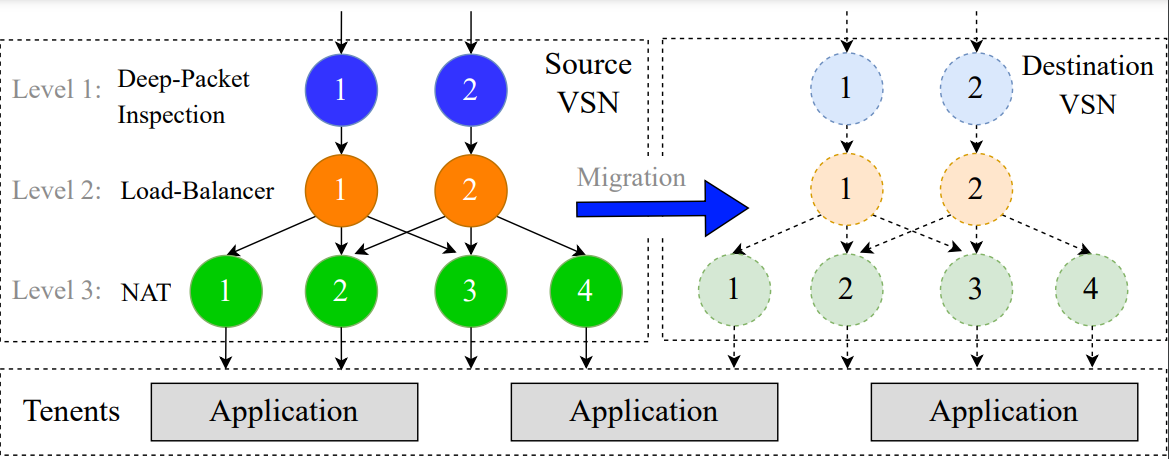 Level 1: Deep-Packet
Inspection
1 2
Source
VSN
1 2
Destination
VSN
Level 2: Load-Balancer
1 2
Migration
1 2
Level 3: NAT
1 2 3 4
1 2 3 4
Tenents
Application
Application
Application